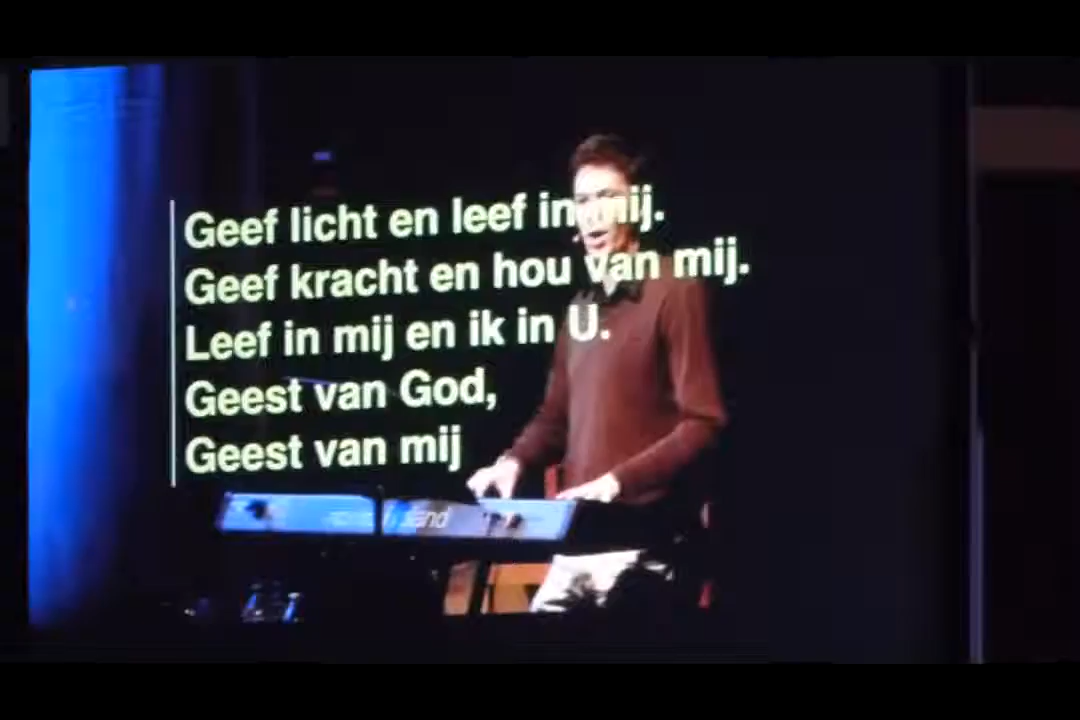 Geef licht en leef in mij.
Geef kracht en hou van mij.
Leef in mij en ik in U.
Geest van God,
Geest van mij